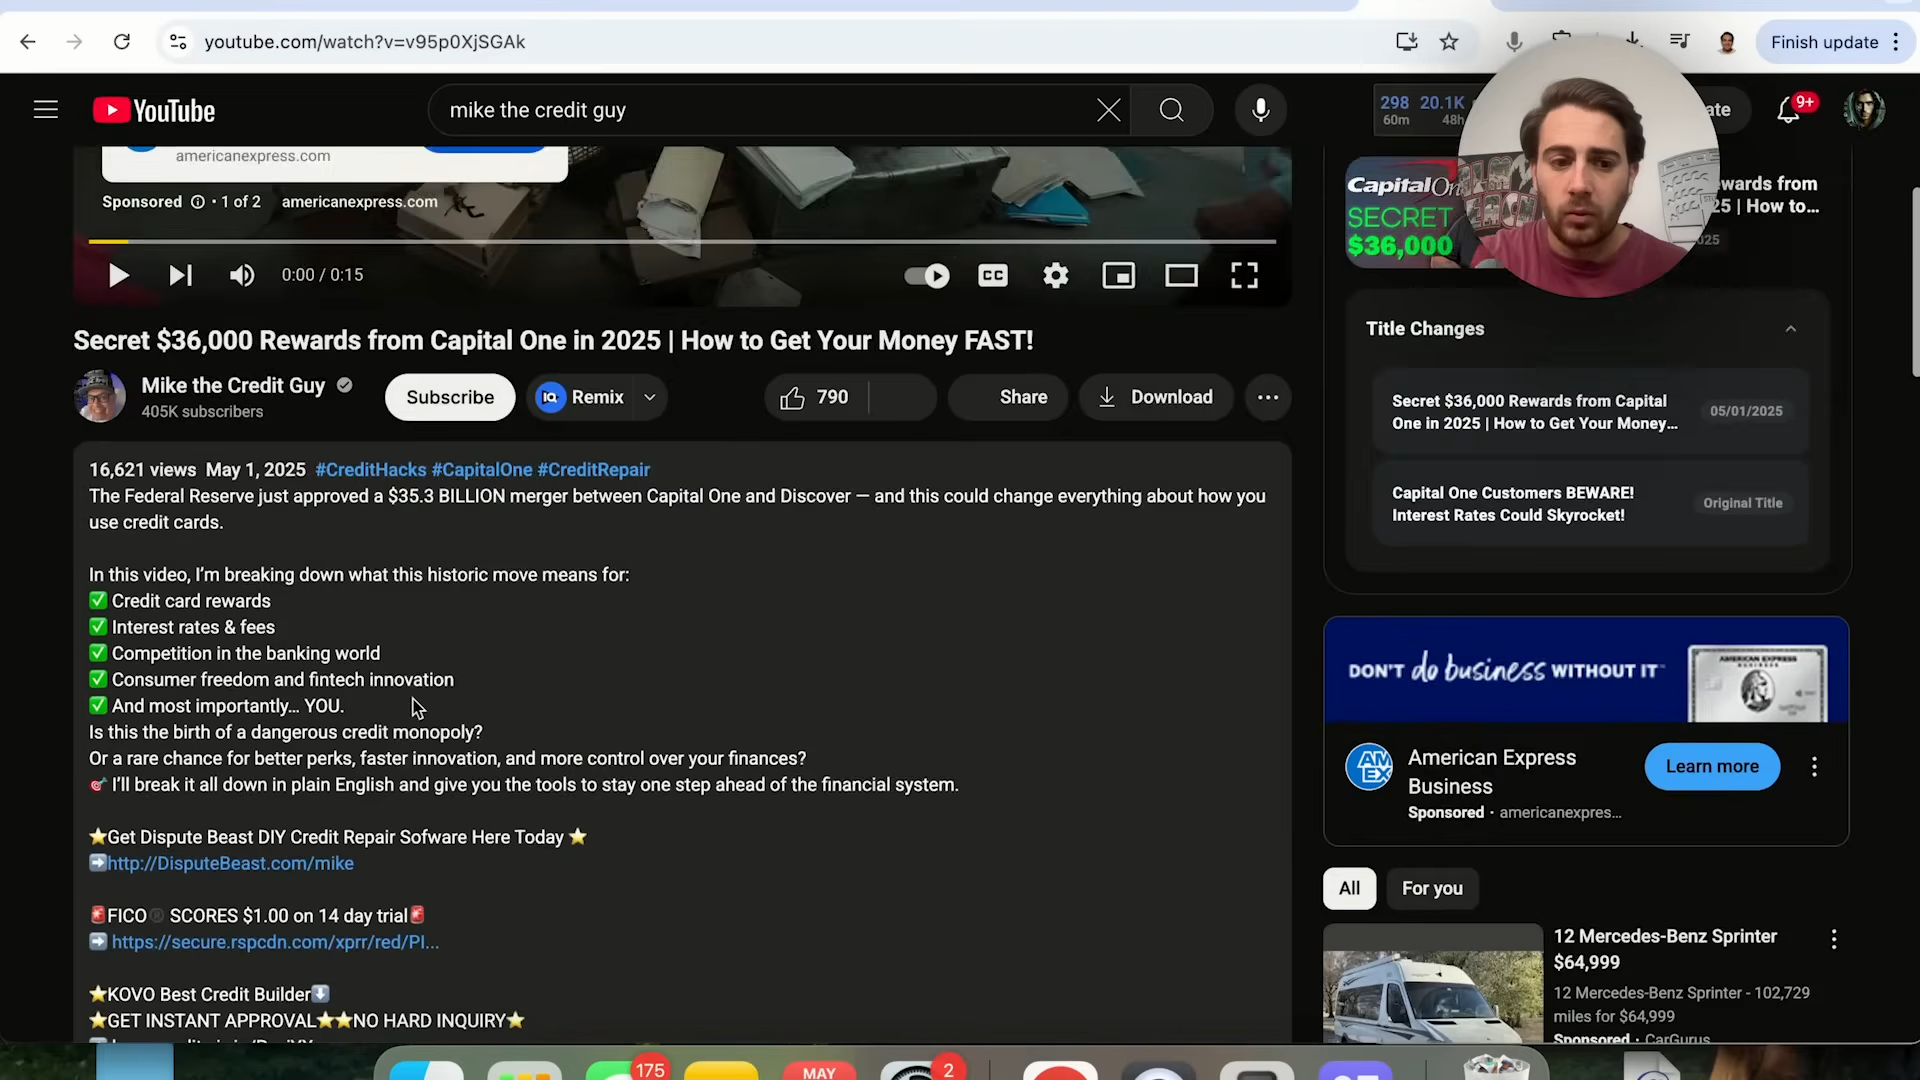 youtube.com/watch?v=v95p0XjSGAk
Finish update
YouTube
mike the credit guy
298 20.1K
60m 48h
ate
9+
americanexpress.com
Sponsored · 1 of 2 americanexpress.com
0:00 / 0:15
CC
Secret $36,000 Rewards from Capital One in 2025 | How to Get Your Money FAST!
Mike the Credit Guy
405K subscribers
Subscribe
IQ Remix
790
Share
Download
16,621 views May 1, 2025 #CreditHacks #CapitalOne #CreditRepair
The Federal Reserve just approved a $35.3 BILLION merger between Capital One and Discover — and this could change everything about how you
use credit cards.
In this video, I'm breaking down what this historic move means for:
✅ Credit card rewards
✅ Interest rates & fees
✅ Competition in the banking world
✅ Consumer freedom and fintech innovation
✅ And most importantly… YOU.
Is this the birth of a dangerous credit monopoly?
Or a rare chance for better perks, faster innovation, and more control over your finances?
🎯 I'll break it all down in plain English and give you the tools to stay one step ahead of the financial system.
⭐Get Dispute Beast DIY Credit Repair Sofware Here Today ⭐
➡️http://DisputeBeast.com/mike
🚨FICO® SCORES $1.00 on 14 day trial🚨
➡️ https://secure.rspcdn.com/xprr/red/PI...
⭐KOVO Best Credit Builder⬇️
⭐GET INSTANT APPROVAL⭐⭐NO HARD INQUIRY⭐
Capital On
SECRET
$36,000
wards from
25 | How to...
025
Title Changes
Secret $36,000 Rewards from Capital
One in 2025 | How to Get Your Money...
05/01/2025
Capital One Customers BEWARE!
Interest Rates Could Skyrocket!
Original Title
DON'T do business WITHOUT IT
AMERICAN EXPRESS
AM
EX
American Express
Business
Sponsored · americanexpres...
Learn more
All
For you
12 Mercedes-Benz Sprinter
$64,999
12 Mercedes-Benz Sprinter - 102,729
miles for $64,999
Sponsored · CarGurus
175
MAY
2